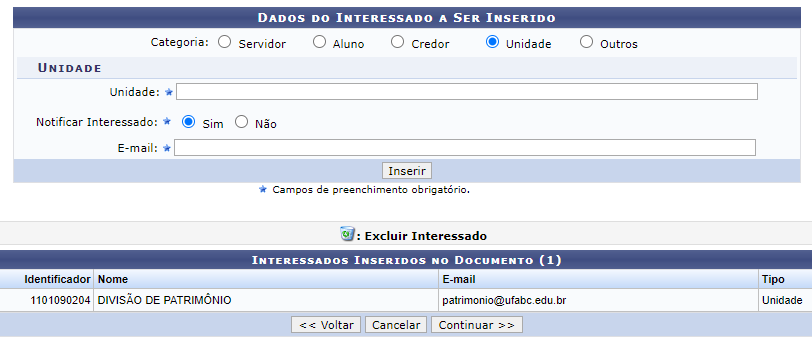 Dados do Interessado a Ser Inserido
Categoria: Servidor Aluno Credor Unidade Outros
Unidade
Unidade:
Notificar Interessado: Sim Não
E-mail:
Inserir
Campos de preenchimento obrigatório.
: Excluir Interessado
Interessados Inseridos no Documento (1)
Identificador Nome E-mail Tipo
1101090204 DIVISÃO DE PATRIMÔNIO patrimonio@ufabc.edu.br Unidade
<< Voltar Cancelar Continuar >>